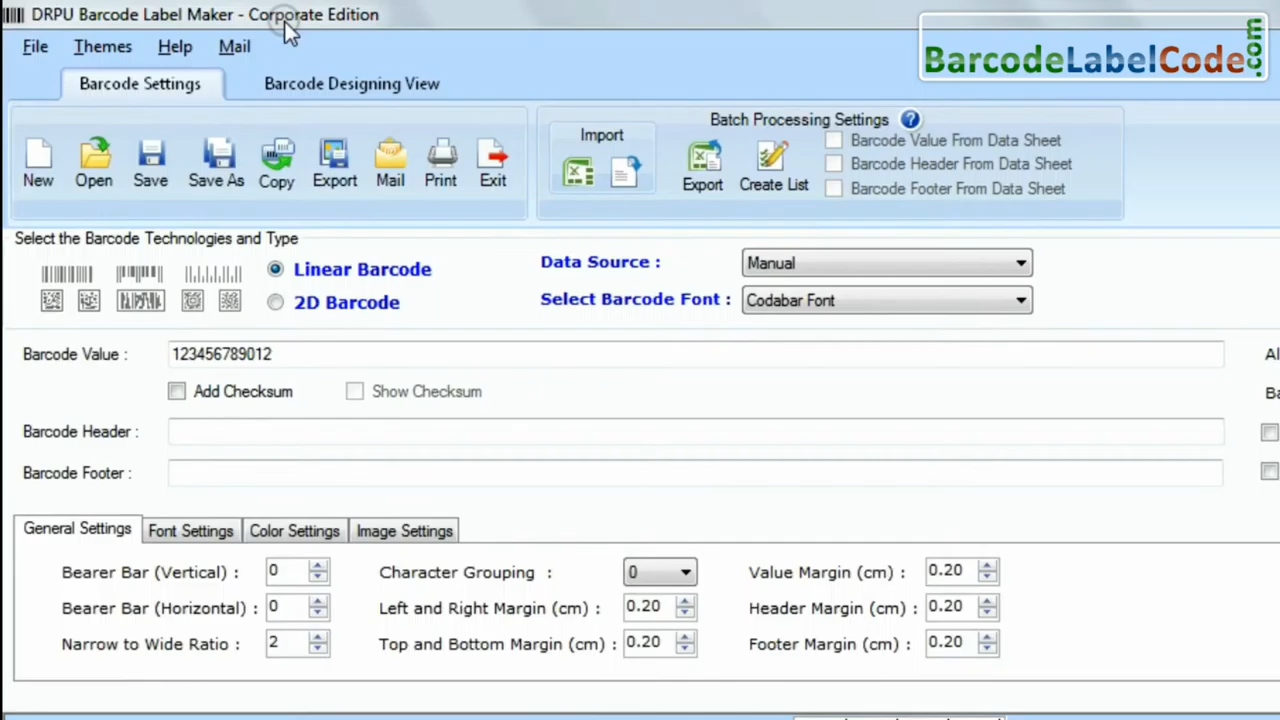 DRPU Barcode Label Maker - Corporate Edition
BarcodeLabelCode.com
File Themes Help Mail
Barcode Settings Barcode Designing View
Import Batch Processing Settings ?
Barcode Value From Data Sheet
Barcode Header From Data Sheet
Barcode Footer From Data Sheet
New Open Save Save As Copy Export Mail Print Exit Export Create List
Select the Barcode Technologies and Type
Linear Barcode Data Source : Manual
2D Barcode Select Barcode Font : Codabar Font
Barcode Value : 123456789012
Add Checksum Show Checksum
Barcode Header :
Barcode Footer :
General Settings Font Settings Color Settings Image Settings
Bearer Bar (Vertical) : 0 Character Grouping : 0 Value Margin (cm) : 0.20
Bearer Bar (Horizontal) : 0 Left and Right Margin (cm) : 0.20 Header Margin (cm) : 0.20
Narrow to Wide Ratio : 2 Top and Bottom Margin (cm) : 0.20 Footer Margin (cm) : 0.20